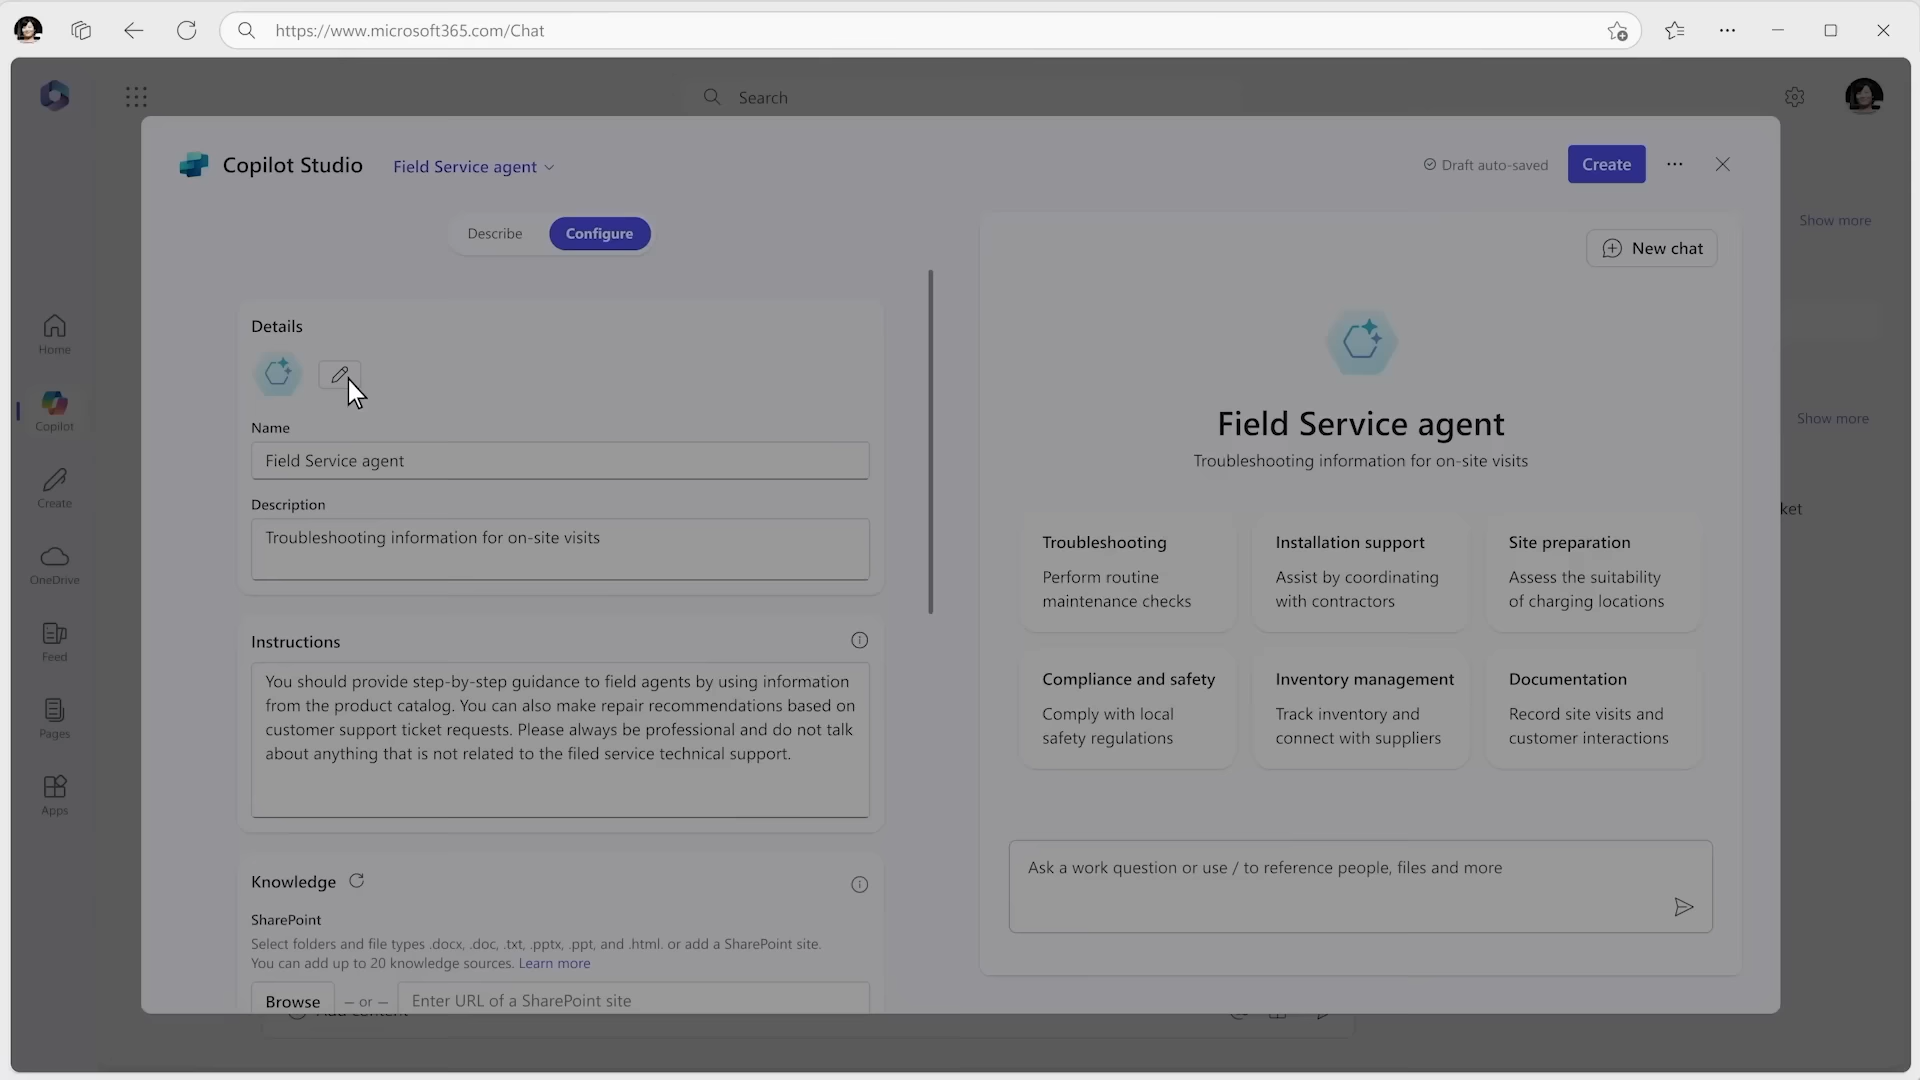 https://www.microsoft365.com/Chat
Search
Copilot Studio
Field Service agent
Draft auto-saved
Create
Describe
Configure
Show more
New chat
Details
Home
Name
Field Service agent
Copilot
Show more
Field Service agent
Troubleshooting information for on-site visits
Description
Troubleshooting information for on-site visits
Create
ket
Troubleshooting
Perform routine
maintenance checks
Installation support
Assist by coordinating
with contractors
Site preparation
Assess the suitability
of charging locations
OneDrive
Feed
Instructions
You should provide step-by-step guidance to field agents by using information
from the product catalog. You can also make repair recommendations based on
customer support ticket requests. Please always be professional and do not talk
about anything that is not related to the filed service technical support.
Compliance and safety
Comply with local
safety regulations
Inventory management
Track inventory and
connect with suppliers
Documentation
Record site visits and
customer interactions
Pages
Apps
Knowledge
SharePoint
Select folders and file types .docx, .doc, .txt, .pptx, .ppt, and .html. or add a SharePoint site.
You can add up to 20 knowledge sources. Learn more
Browse
— or —
Enter URL of a SharePoint site
Ask a work question or use / to reference people, files and more